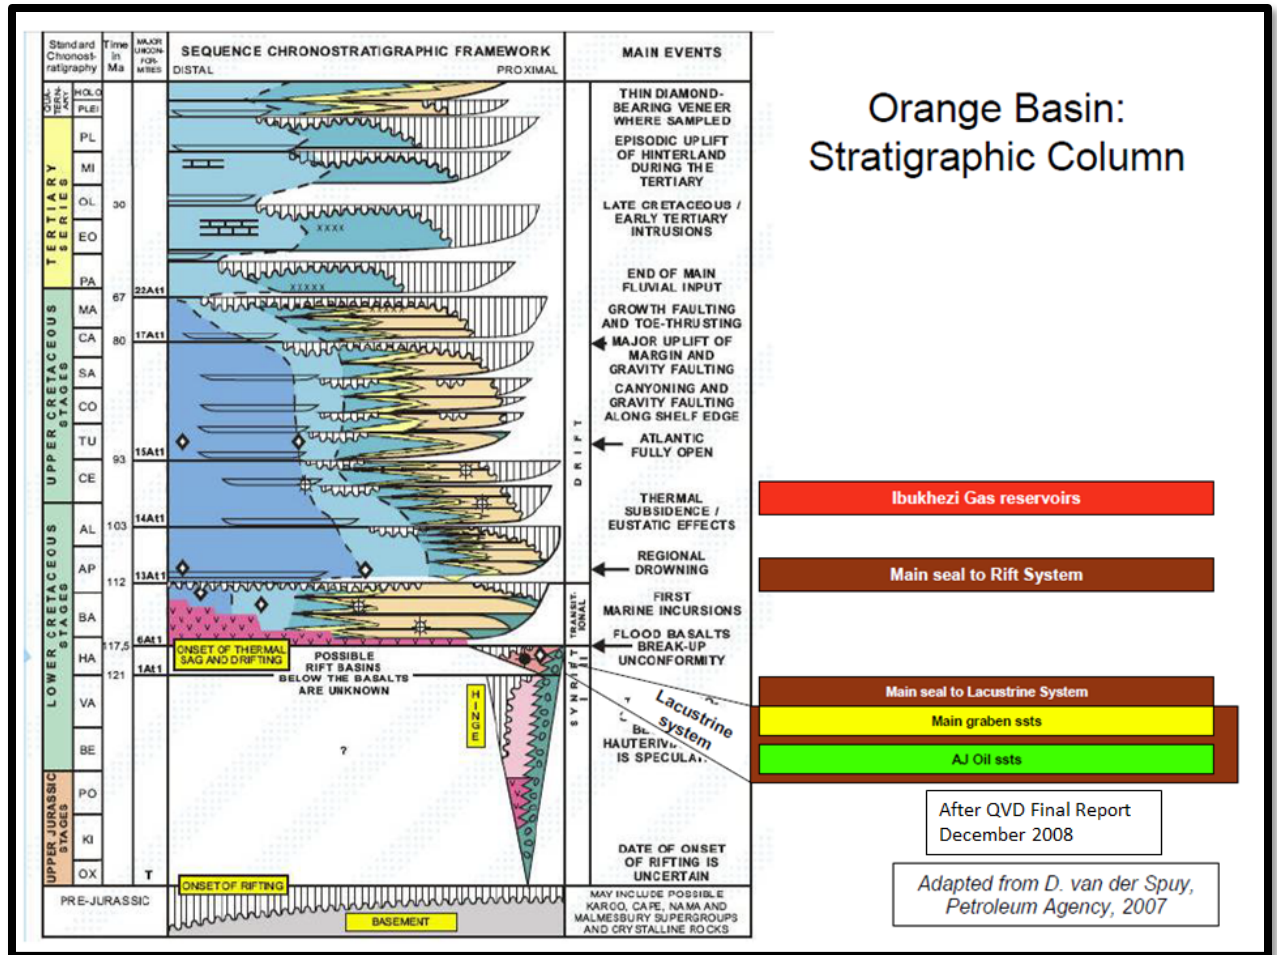 Standard
Chronost-
ratigraphy
Time
in
Ma
MAJOR
UNCON-
FOR-
MITIES
SEQUENCE CHRONOSTRATIGRAPHIC FRAMEWORK
DISTAL
PROXIMAL
MAIN EVENTS
QUA-
TERN-
ARY
HOLO
PLEI
TERTIARY
SERIES
PL
MI
OL
EO
PA
UPPER CRETACEOUS
STAGES
MA
CA
SA
CO
TU
CE
LOWER CRETACEOUS
STAGES
AL
AP
BA
HA
VA
BE
UPPER JURASSIC
STAGES
PO
KI
OX
PRE-JURASSIC
30
67
80
93
103
112
117,5
121
22At1
17At1
15At1
14At1
13At1
6At1
1At1
T
xxxx
xxxxx
ONSET OF THERMAL
SAG AND DRIFTING
POSSIBLE
RIFT BASINS
BELOW THE BASALTS
ARE UNKNOWN
HINGE
?
ONSET OF RIFTING
BASEMENT
DRIFT
TRANSIT-
IONAL
SYNRIFT
THIN DIAMOND-
BEARING VENEER
WHERE SAMPLED
EPISODIC UPLIFT
OF HINTERLAND
DURING THE
TERTIARY
LATE CRETACEOUS /
EARLY TERTIARY
INTRUSIONS
END OF MAIN
FLUVIAL INPUT
GROWTH FAULTING
AND TOE-THRUSTING
MAJOR UPLIFT OF
MARGIN AND
GRAVITY FAULTING
CANYONING AND
GRAVITY FAULTING
ALONG SHELF EDGE
ATLANTIC
FULLY OPEN
THERMAL
SUBSIDENCE /
EUSTATIC EFFECTS
REGIONAL
DROWNING
FIRST
MARINE INCURSIONS
FLOOD BASALTS
BREAK-UP
UNCONFORMITY
IS SPECULA
DATE OF ONSET
OF RIFTING IS
UNCERTAIN
MAY INCLUDE POSSIBLE
KAROO, CAPE, NAMA AND
MALMESBURY SUPERGROUPS
AND CRYSTALLINE ROCKS
Lacustrine
system
Orange Basin:
Stratigraphic Column
Ibukhezi Gas reservoirs
Main seal to Rift System
Main seal to Lacustrine System
Main graben ssts
AJ Oil ssts
After QVD Final Report
December 2008
Adapted from D. van der Spuy,
Petroleum Agency, 2007